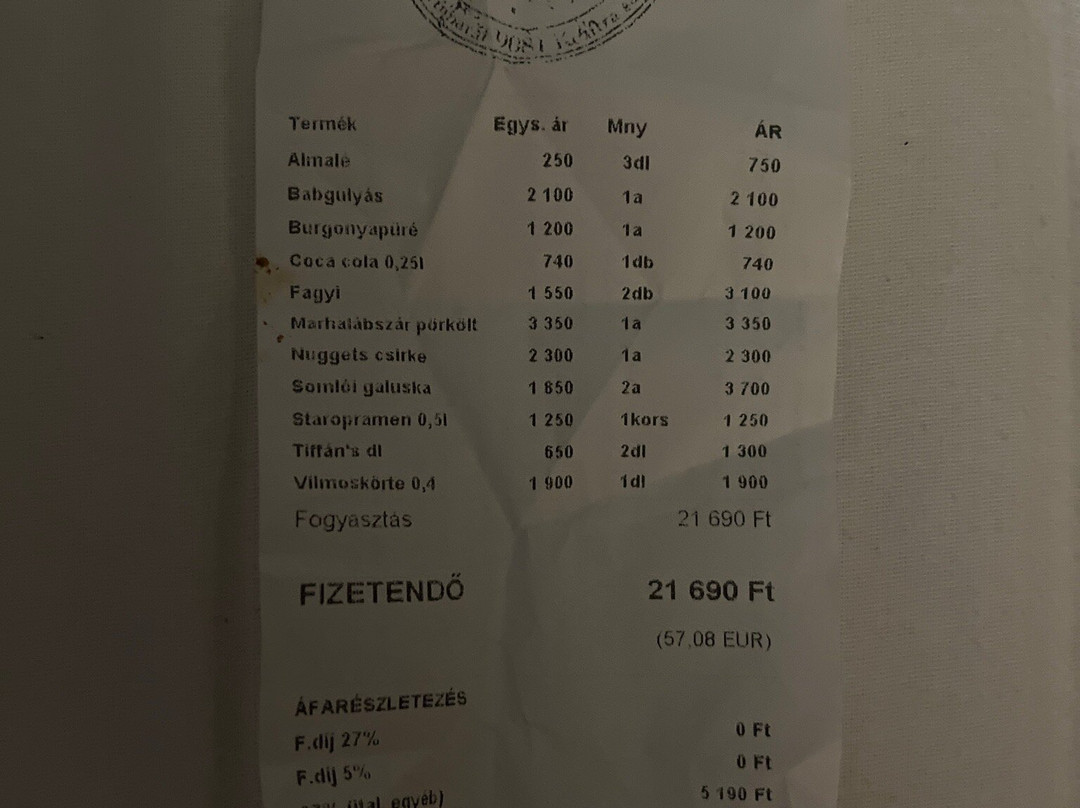 9081
Termék Egys. ár Mny ÁR
Almalé 250 3dl 750
Babgulyás 2 100 1a 2 100
Burgonyapüré 1 200 1a 1 200
Coca cola 0,25l 740 1db 740
Fagyi 1 550 2db 3 100
Marhalábszár pörkölt 3 350 1a 3 350
Nuggets csirke 2 300 1a 2 300
Somlói galuska 1 850 2a 3 700
Staropramen 0,5l 1 250 1kors 1 250
Tiffán's dl 650 2dl 1 300
Vilmoskörte 0,4 1 900 1dl 1 900
Fogyasztás 21 690 Ft
FIZETENDŐ 21 690 Ft
(57,08 EUR)
ÁFARÉSZLETEZÉS
F.díj 27% 0 Ft
F.díj 5% 0 Ft
egyéb) 5 190 Ft